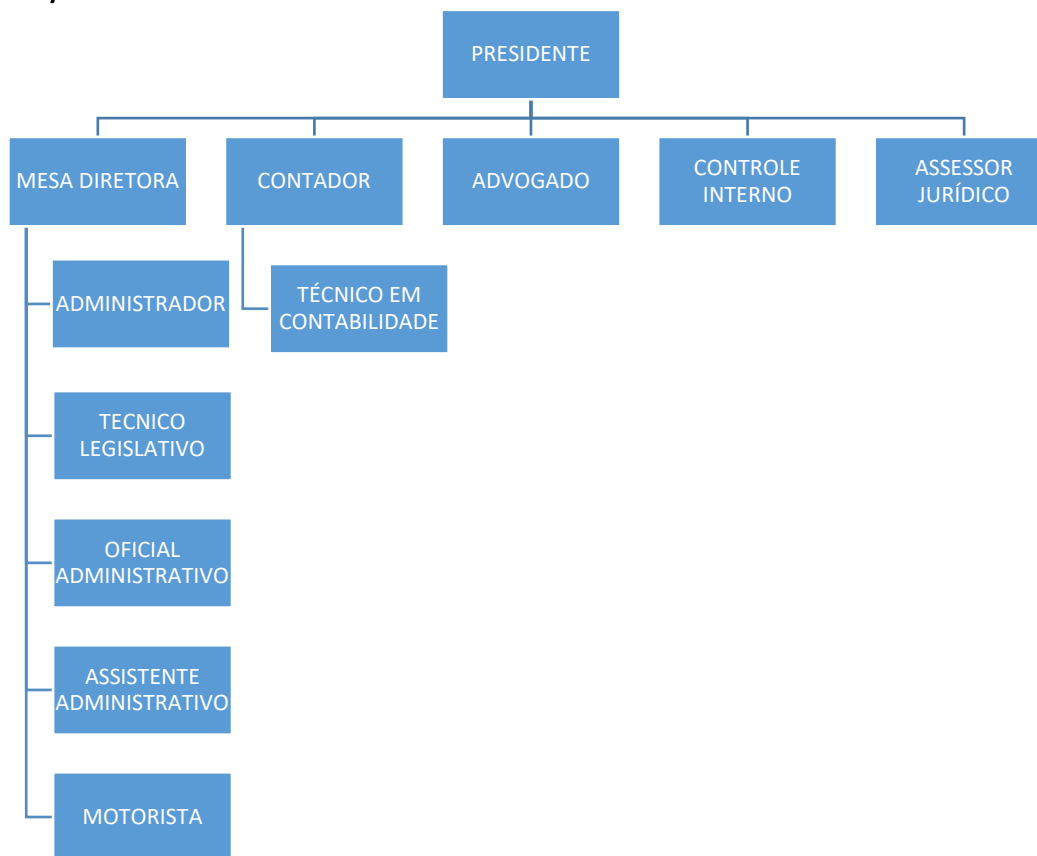 PRESIDENTE
MESA DIRETORA
CONTADOR
ADVOGADO
CONTROLE
INTERNO
ASSESSOR
JURÍDICO
ADMINISTRADOR
TÉCNICO EM
CONTABILIDADE
TECNICO
LEGISLATIVO
OFICIAL
ADMINISTRATIVO
ASSISTENTE
ADMINISTRATIVO
MOTORISTA